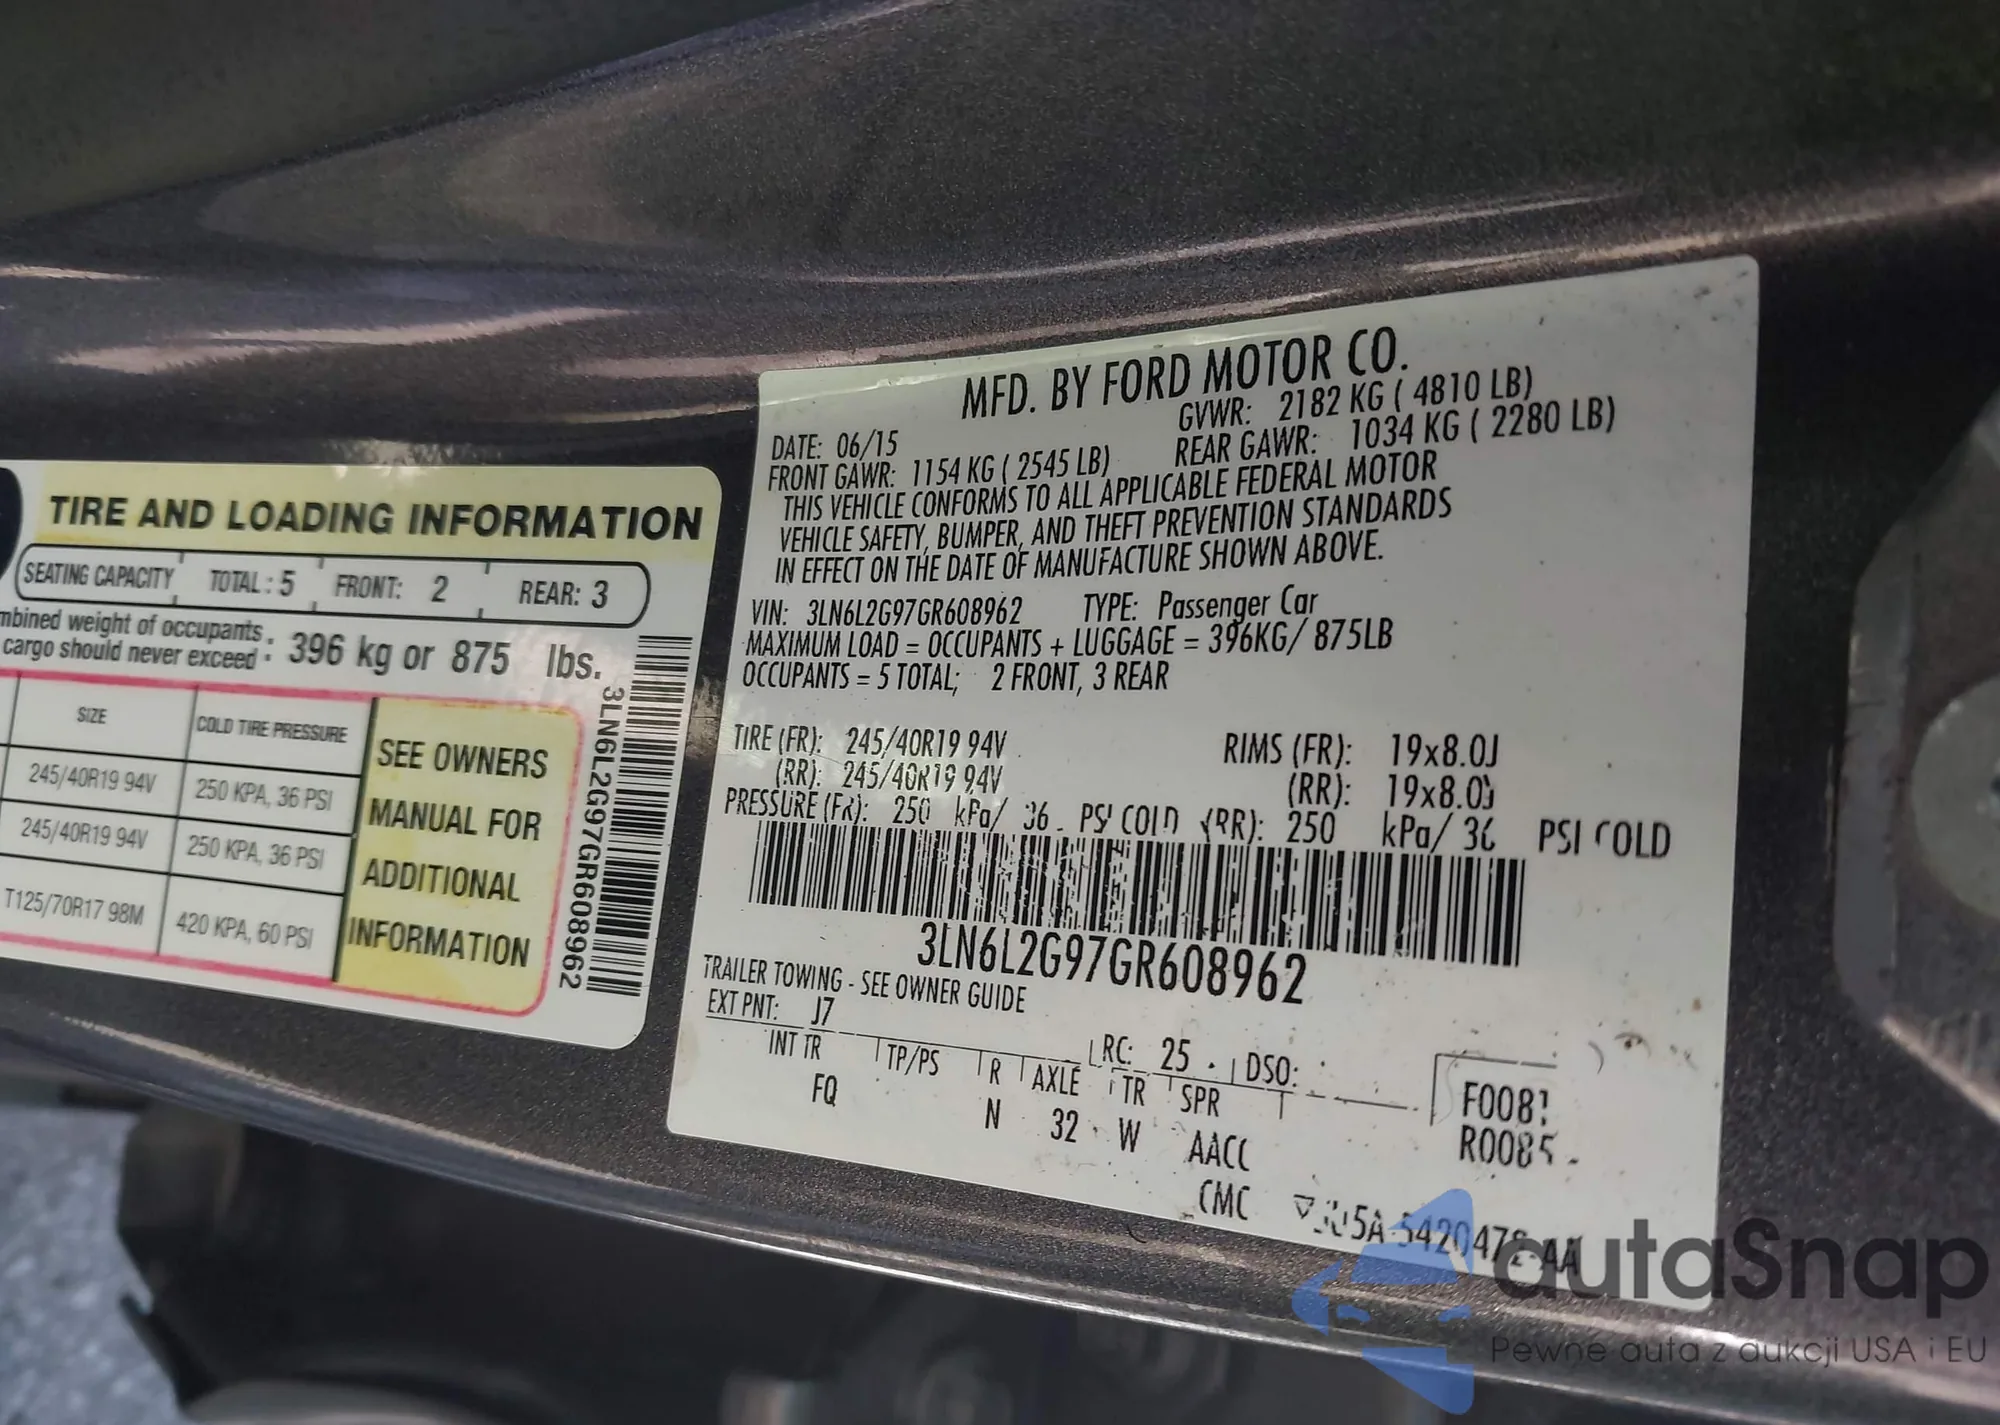 TIRE AND LOADING INFORMATION
SEATING CAPACITY TOTAL: 5 FRONT: 2 REAR: 3
weight of occupants
cargo should never exceed : 396 kg or 875 lbs.
SIZE COLD TIRE PRESSURE
245/40R19 94V 250 KPA, 36 PSI
245/40R19 94V 250 KPA, 36 PSI
T125/70R17 98M 420 KPA, 60 PSI
SEE OWNERS
MANUAL FOR
ADDITIONAL
INFORMATION
3LN6L2G97GR608962
MFD. BY FORD MOTOR CO.
DATE: 06/15 GVWR: 2182 KG ( 4810 LB)
FRONT GAWR: 1154 KG ( 2545 LB) REAR GAWR: 1034 KG ( 2280 LB)
THIS VEHICLE CONFORMS TO ALL APPLICABLE FEDERAL MOTOR
VEHICLE SAFETY, BUMPER, AND THEFT PREVENTION STANDARDS
IN EFFECT ON THE DATE OF MANUFACTURE SHOWN ABOVE.
VIN: 3LN6L2G97GR608962 TYPE: Passenger Car
MAXIMUM LOAD = OCCUPANTS + LUGGAGE = 396KG/ 875LB
OCCUPANTS = 5 TOTAL; 2 FRONT, 3 REAR
TIRE (FR): 245/40R19 94V RIMS (FR): 19x8.0J
(RR): 245/40R19 94V (RR): 19x8.0J
PRESSURE (FR): 250 kPa/ 36 PSI COLD (RR): 250 kPa/ 36 PSI COLD
3LN6L2G97GR608962
TRAILER TOWING - SEE OWNER GUIDE
EXT PNT: J7 RC: 25 DSO:
INT TR TP/PS R AXLE TR SPR
FQ N 32 W AACC
F0081
R0085
CMC
autaSnap
Pewne auta z aukcji USA i EU